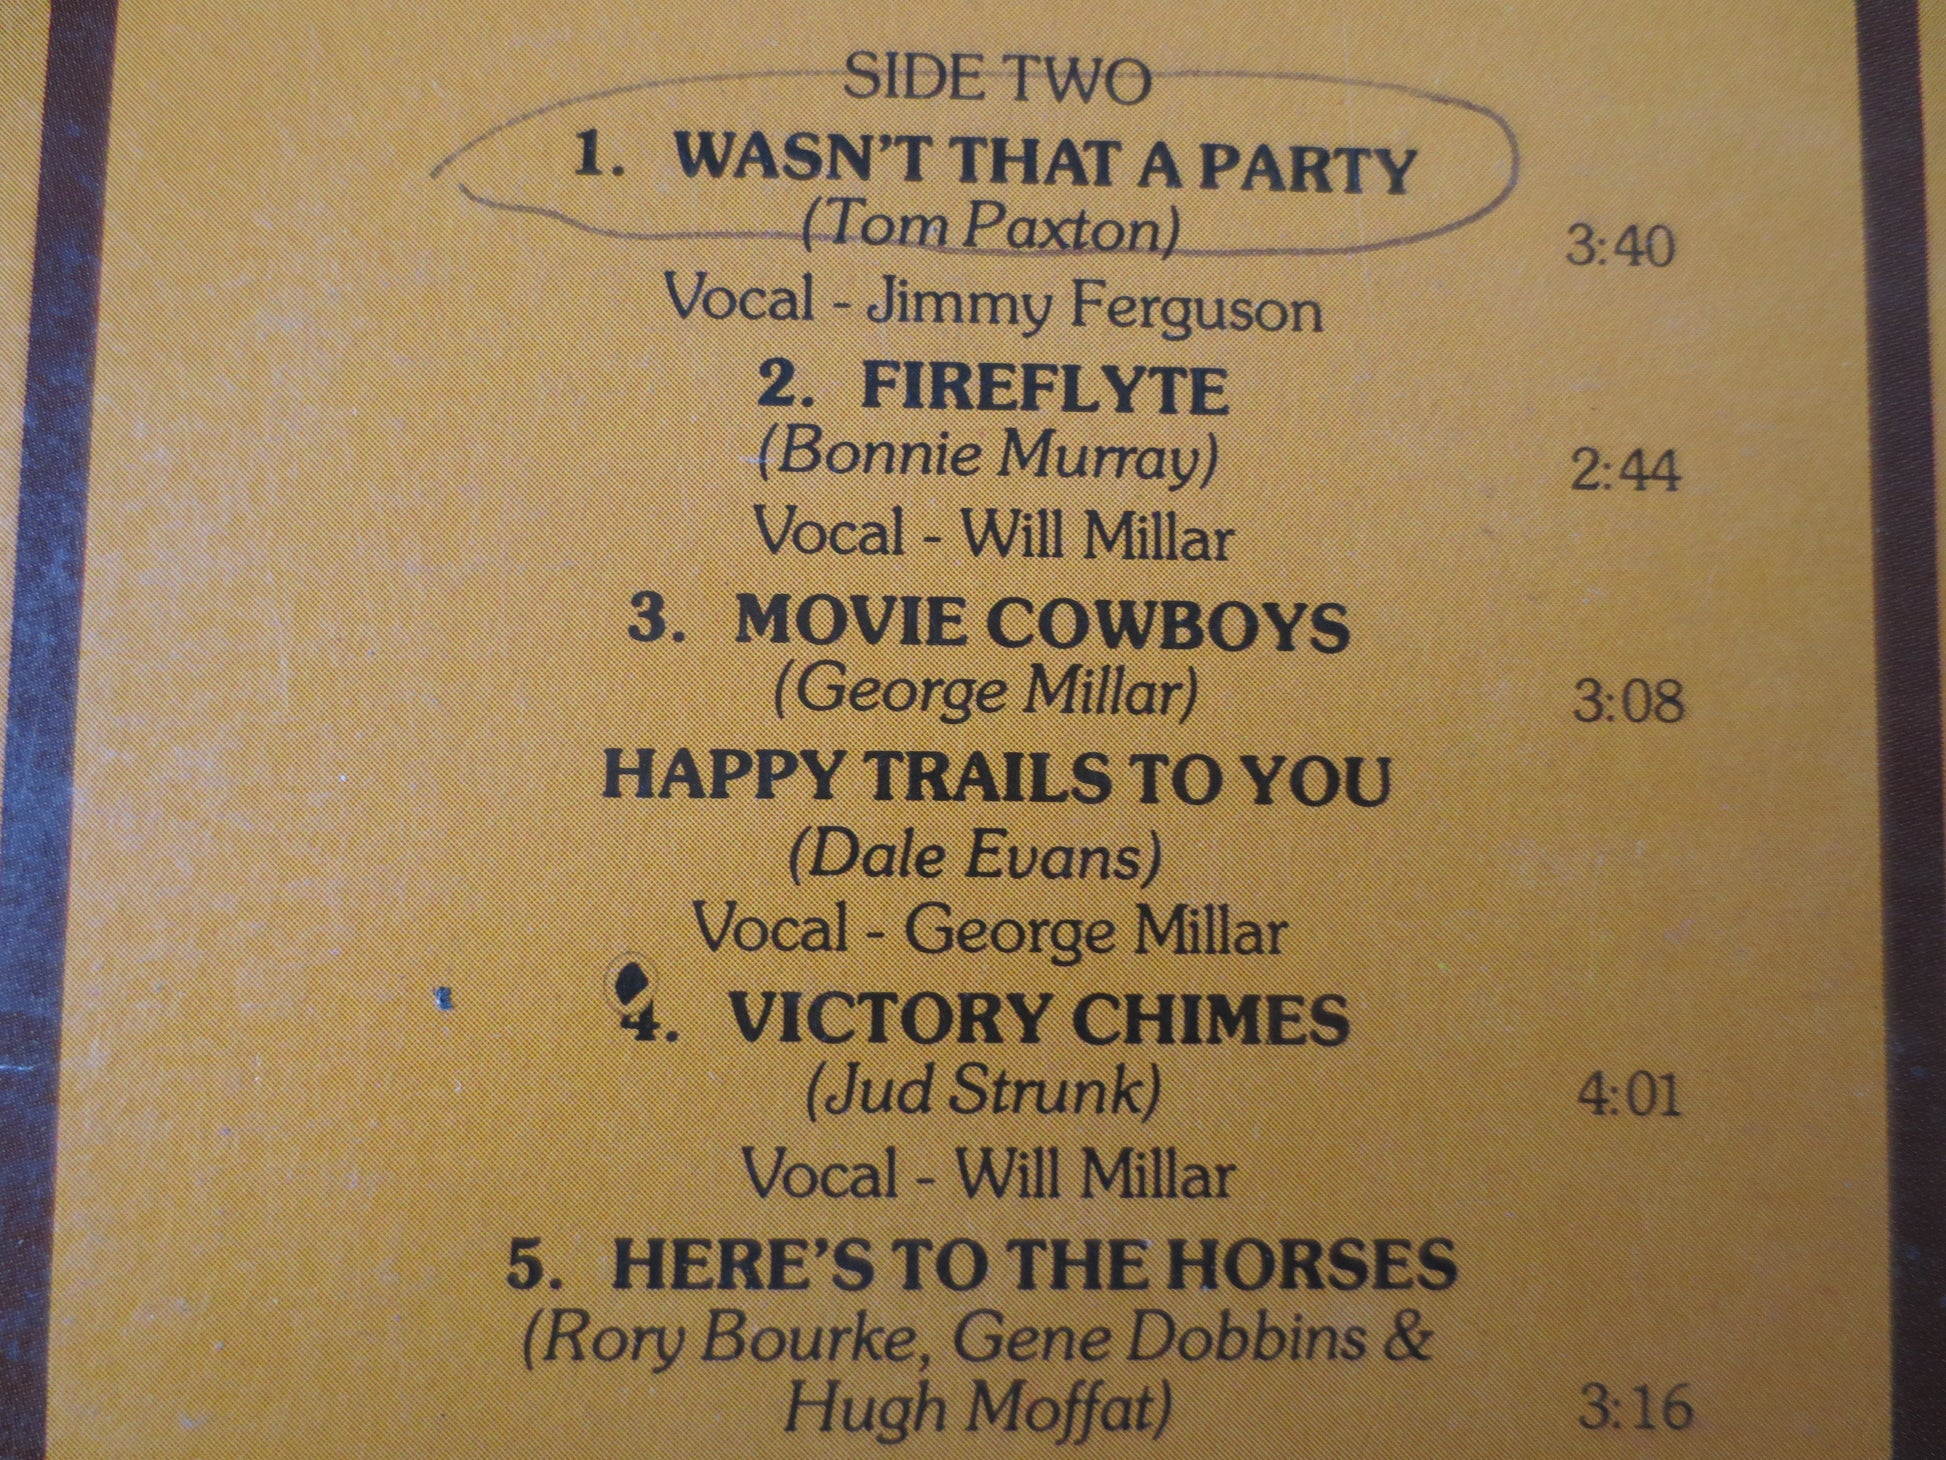 SIDE TWO
1. WASN'T THAT A PARTY
(Tom Paxton) 3:40
Vocal - Jimmy Ferguson
2. FIREFLYTE
(Bonnie Murray) 2:44
Vocal - Will Millar
3. MOVIE COWBOYS
(George Millar) 3:08
HAPPY TRAILS TO YOU
(Dale Evans)
Vocal - George Millar
4. VICTORY CHIMES
(Jud Strunk) 4:01
Vocal - Will Millar
5. HERE'S TO THE HORSES
(Rory Bourke, Gene Dobbins &
Hugh Moffat) 3:16